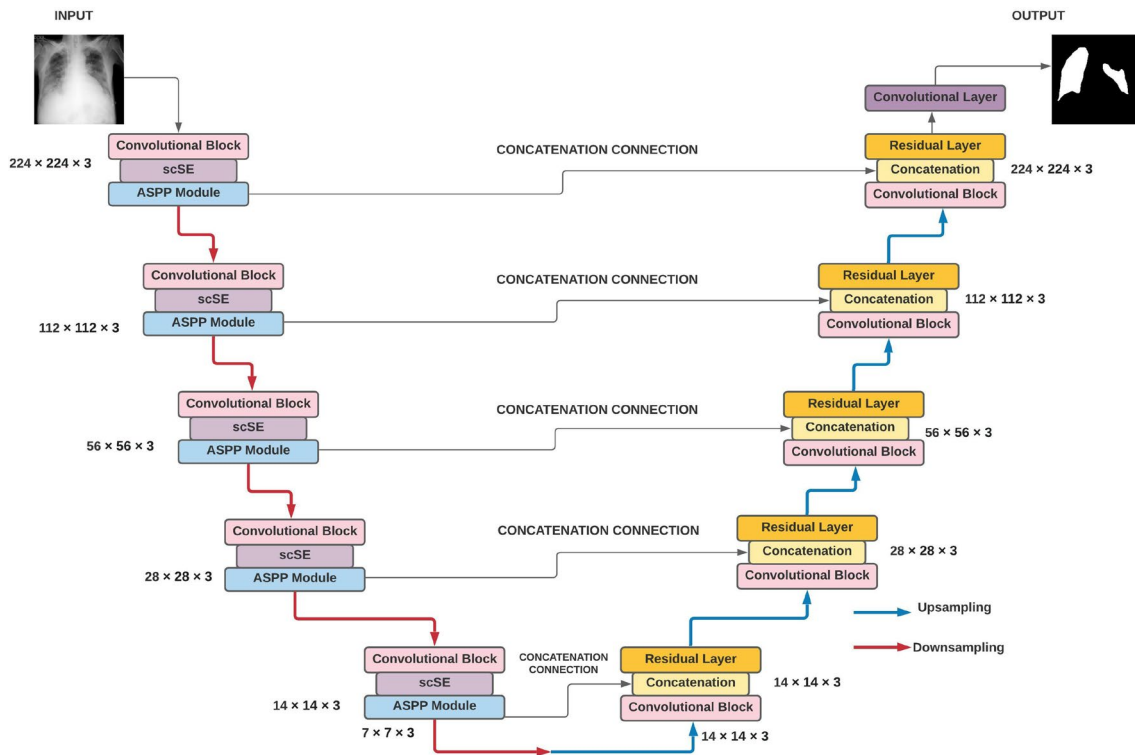 INPUT
OUTPUT
Convolutional Layer
Convolutional Block
224 × 224 × 3
scSE
ASPP Module
CONCATENATION CONNECTION
Residual Layer
Concatenation
224 × 224 × 3
Convolutional Block
Convolutional Block
scSE
112 × 112 × 3
ASPP Module
CONCATENATION CONNECTION
Residual Layer
Concatenation
112 × 112 × 3
Convolutional Block
Convolutional Block
scSE
56 × 56 × 3
ASPP Module
CONCATENATION CONNECTION
Residual Layer
Concatenation
56 × 56 × 3
Convolutional Block
Convolutional Block
scSE
28 × 28 × 3
ASPP Module
CONCATENATION CONNECTION
Residual Layer
Concatenation
28 × 28 × 3
Convolutional Block
Upsampling
Downsampling
Convolutional Block
scSE
14 × 14 × 3
ASPP Module
7 × 7 × 3
CONCATENATION
CONNECTION
Residual Layer
Concatenation
14 × 14 × 3
Convolutional Block
14 × 14 × 3